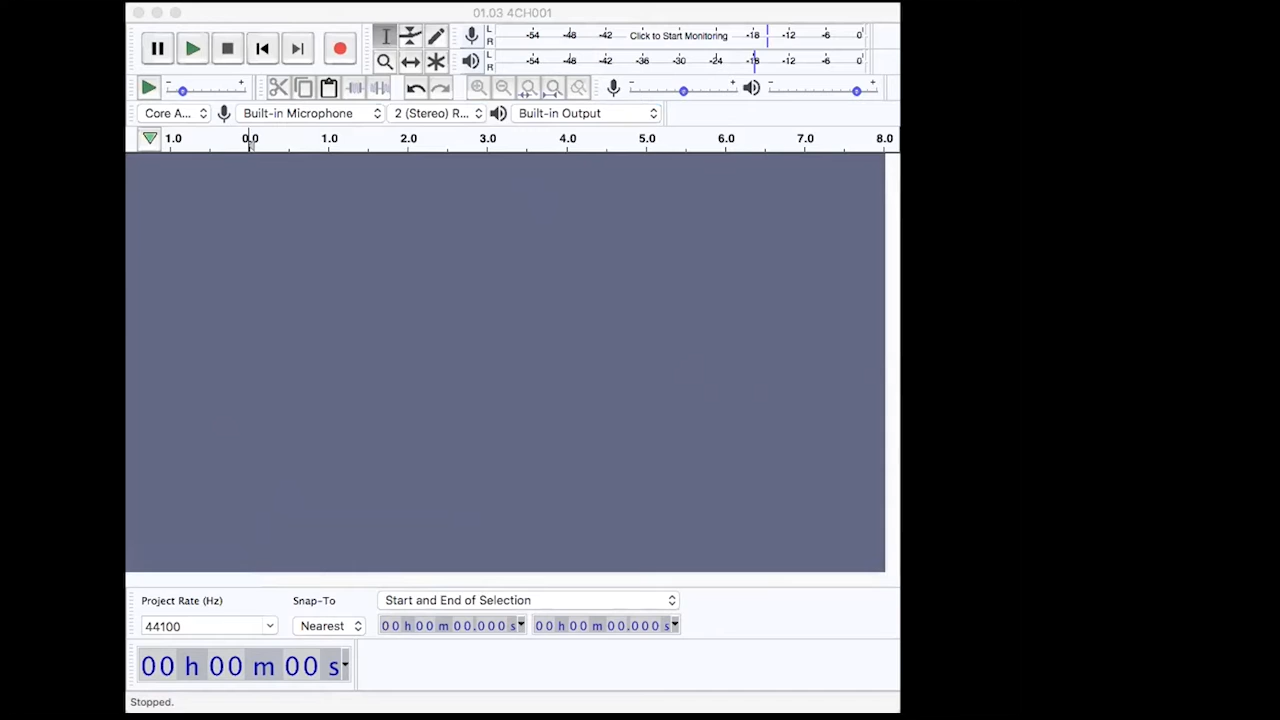 01.03 4CH001
L R -54 -48 -42 Click to Start Monitoring -18 -12 -6 0
L R -54 -48 -42 -36 -30 -24 -18 -12 -6 0
- + - + - +
Core A... Built-in Microphone 2 (Stereo) R... Built-in Output
1.0 0.0 1.0 2.0 3.0 4.0 5.0 6.0 7.0 8.0
Project Rate (Hz) Snap-To Start and End of Selection
44100 Nearest 00 h 00 m 00.000 s 00 h 00 m 00.000 s
00 h 00 m 00 s
Stopped.